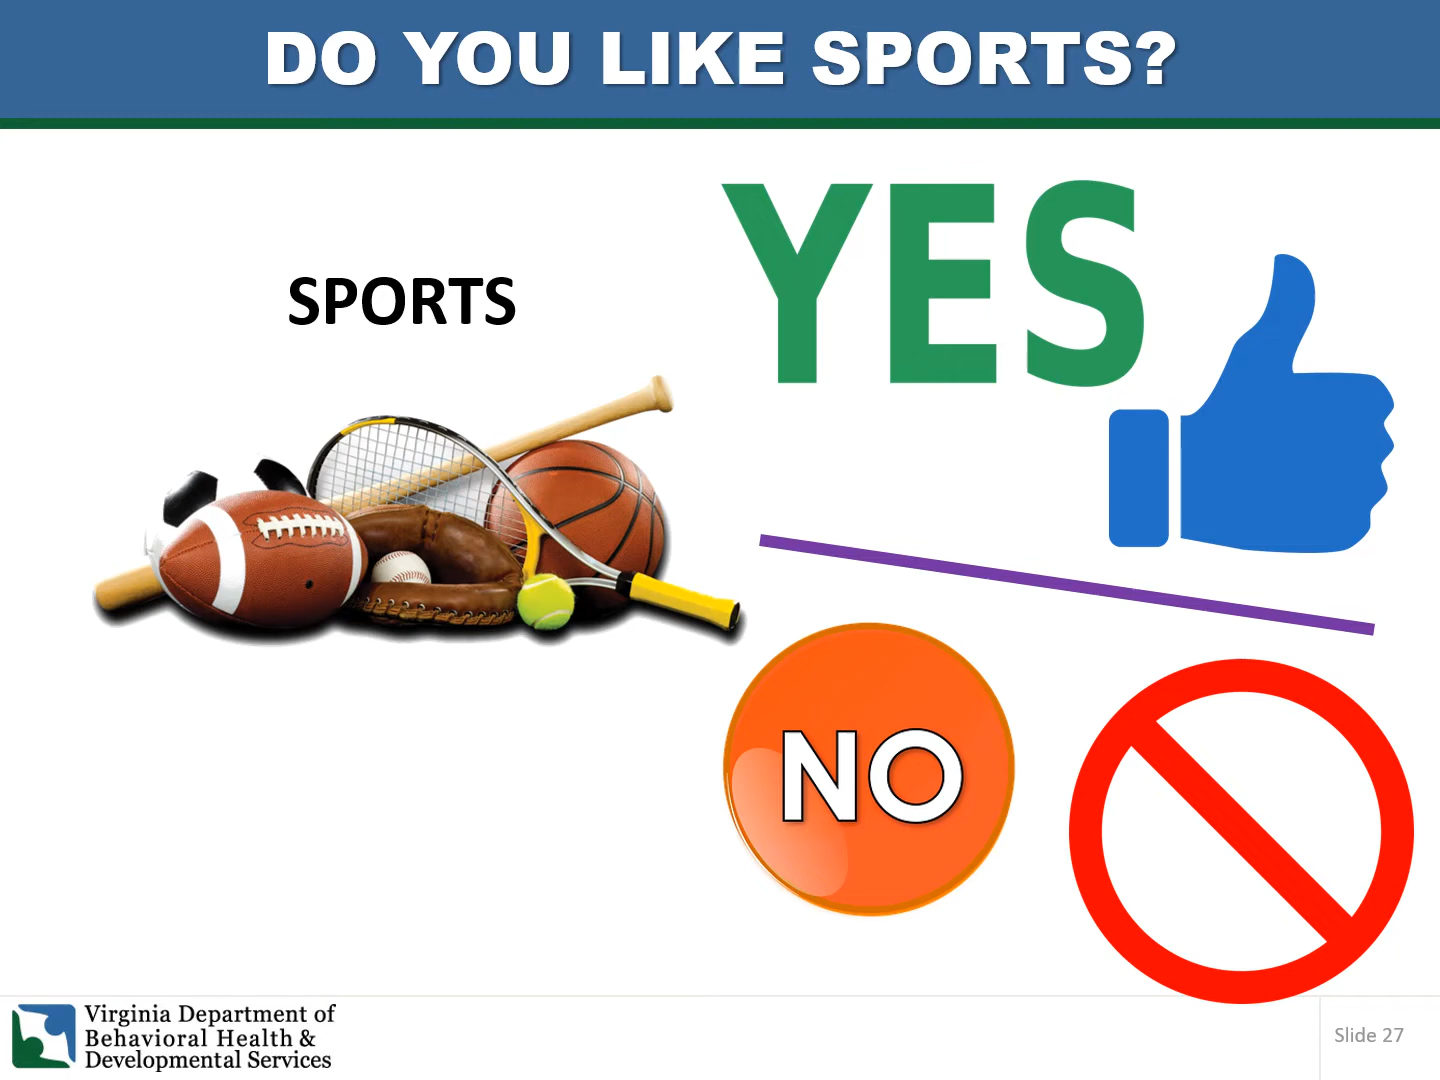 DO YOU LIKE SPORTS?
SPORTS
YES
NO
Virginia Department of
Behavioral Health &
Developmental Services
Slide 27